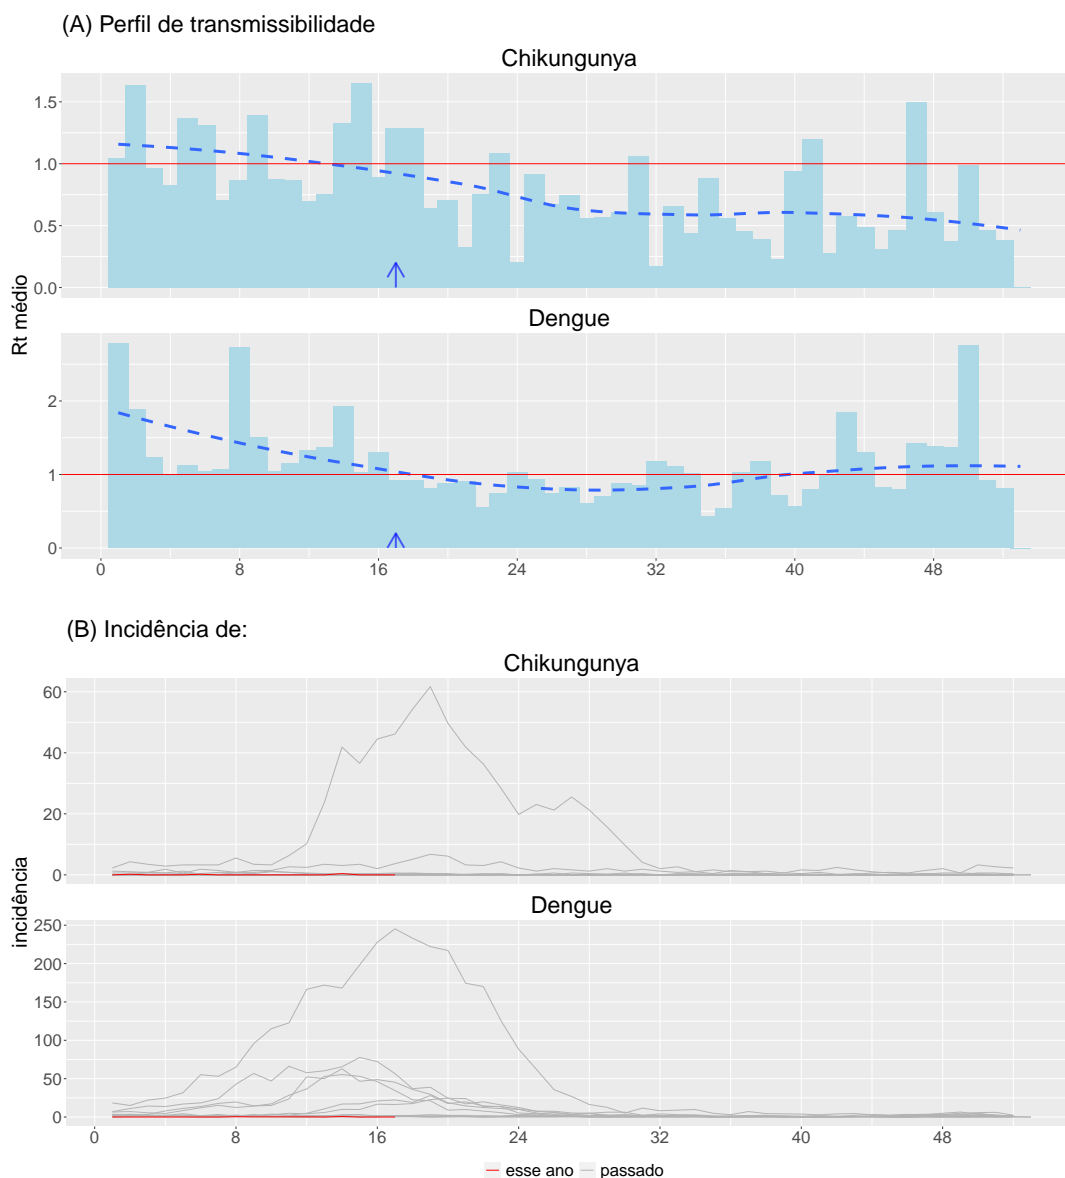 (A) Perfil de transmissibilidade
Chikungunya
1.5
1.0
0.5
0.0
Rt médio
Dengue
2
1
0
0 8 16 24 32 40 48
(B) Incidência de:
Chikungunya
60
40
20
0
incidência
Dengue
250
200
150
100
50
0
0 8 16 24 32 40 48
esse ano passado